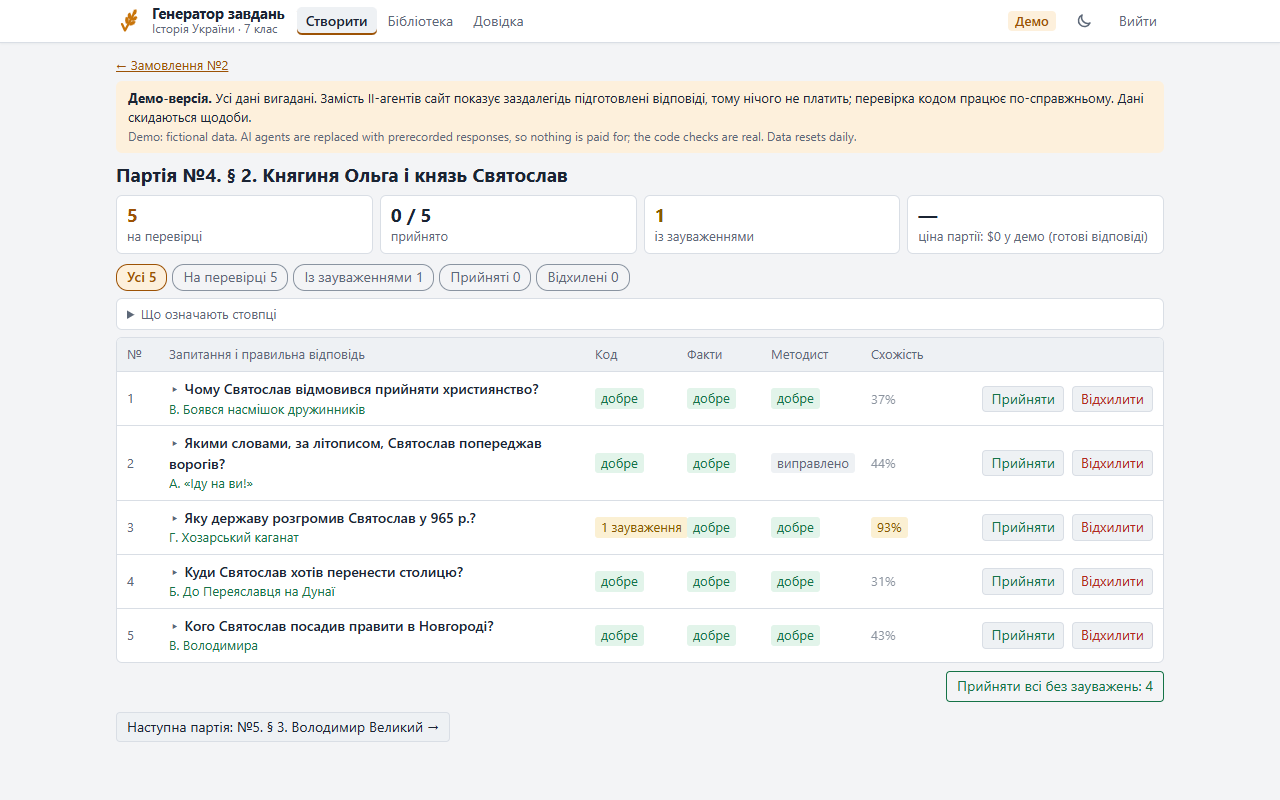 Генератор завдань
Історія України · 7 клас
Створити
Бібліотека
Довідка
Демо
Вийти
← Замовлення №2
Демо-версія. Усі дані вигадані. Замість ІІ-агентів сайт показує заздалегідь підготовлені відповіді, тому нічого не платить; перевірка кодом працює по-справжньому. Дані
скидаються щодоби.
Demo: fictional data. AI agents are replaced with prerecorded responses, so nothing is paid for; the code checks are real. Data resets daily.
Партія №4. § 2. Княгиня Ольга і князь Святослав
5
на перевірці
0 / 5
прийнято
1
із зауваженнями
—
ціна партії: $0 у демо (готові відповіді)
Усі 5
На перевірці 5
Із зауваженнями 1
Прийняті 0
Відхилені 0
▶ Що означають стовпці
№ Запитання і правильна відповідь Код Факти Методист Схожість
1 ▸ Чому Святослав відмовився прийняти християнство? добре добре добре 37% Прийняти Відхилити
В. Боявся насмішок дружинників
▸ Якими словами, за літописом, Святослав попереджав
2 ворогів? добре добре виправлено 44% Прийняти Відхилити
А. «Іду на ви!»
3 ▸ Яку державу розгромив Святослав у 965 р.? 1 зауваження добре добре 93% Прийняти Відхилити
Г. Хозарський каганат
4 ▸ Куди Святослав хотів перенести столицю? добре добре добре 31% Прийняти Відхилити
Б. До Переяславця на Дунаї
5 ▸ Кого Святослав посадив правити в Новгороді? добре добре добре 43% Прийняти Відхилити
В. Володимира
Прийняти всі без зауважень: 4
Наступна партія: №5. § 3. Володимир Великий →